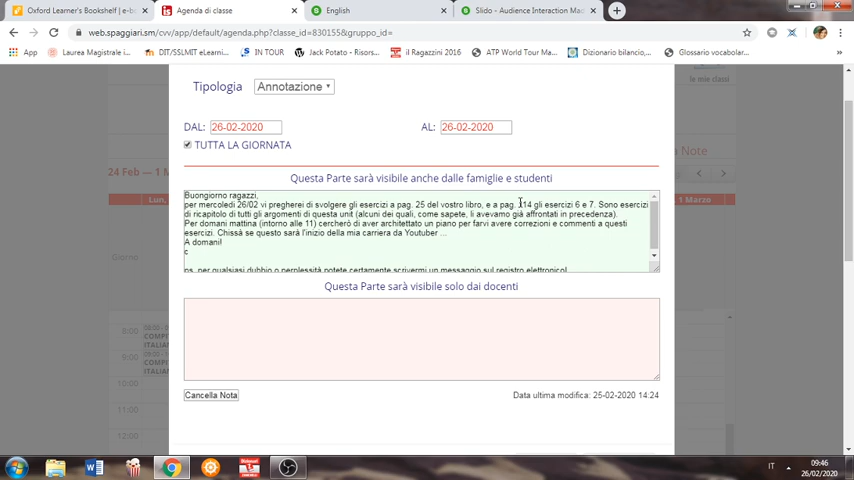 Oxford Learner's Bookshelf | e-bo
Agenda di classe
English
Slido - Audience Interaction Mad
web.spaggiari.sm/cvv/app/default/agenda.php?classe_id=830155&gruppo_id=
App
Laurea Magistrale i...
DIT/SSLMIT eLearni...
IN TOUR
Jack Potato - Risors...
il Ragazzini 2016
ATP World Tour Ma...
Dizionario bilancio,...
Glossario vocabolar...
le mie classi
Tipologia
Annotazione
DAL: 26-02-2020
AL: 26-02-2020
TUTTA LA GIORNATA
Note
24 Feb — 1 M
Questa Parte sarà visibile anche dalle famiglie e studenti
Lun,
1 Marzo
Buongiorno ragazzi,
per mercoledì 26/02 vi pregherei di svolgere gli esercizi a pag. 25 del vostro libro, e a pag. 114 gli esercizi 6 e 7. Sono esercizi
di ricapitolo di tutti gli argomenti di questa unit (alcuni dei quali, come sapete, li avevamo già affrontati in precedenza).
Per domani mattina (intorno alle 11) cercherò di aver architettato un piano per farvi avere correzioni e commenti a questi
esercizi. Chissà se questo sarà l'inizio della mia carriera da Youtuber ...
A domani!
c
ps. per qualsiasi dubbio o perplessità potete certamente scrivermi un messaggio sul registro elettronico!
Giorno
Questa Parte sarà visibile solo dai docenti
8:00
COMPI
ITALIAN
9:00
COMPI
ITALIAN
10:00
11:00
12:00
Cancella Nota
Data ultima modifica: 25-02-2020 14:24
IT
09:46
26/02/2020